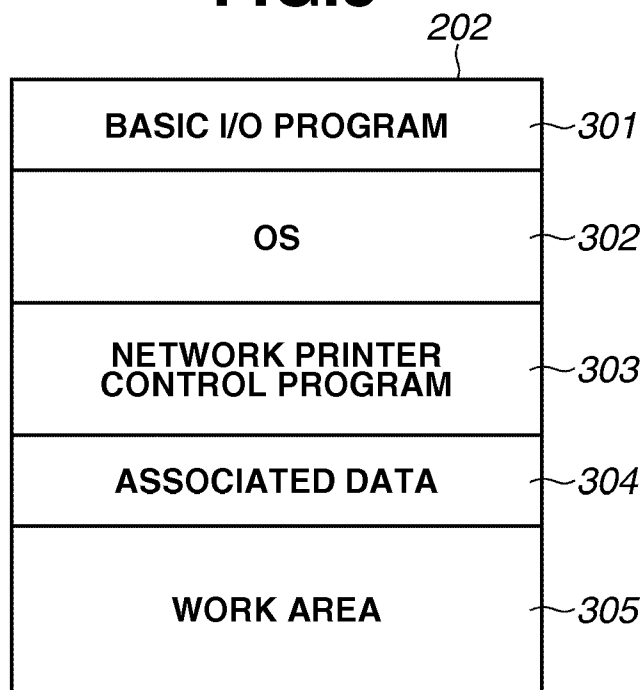 202
BASIC I/O PROGRAM 301
OS 302
NETWORK PRINTER
CONTROL PROGRAM 303
ASSOCIATED DATA 304
WORK AREA 305